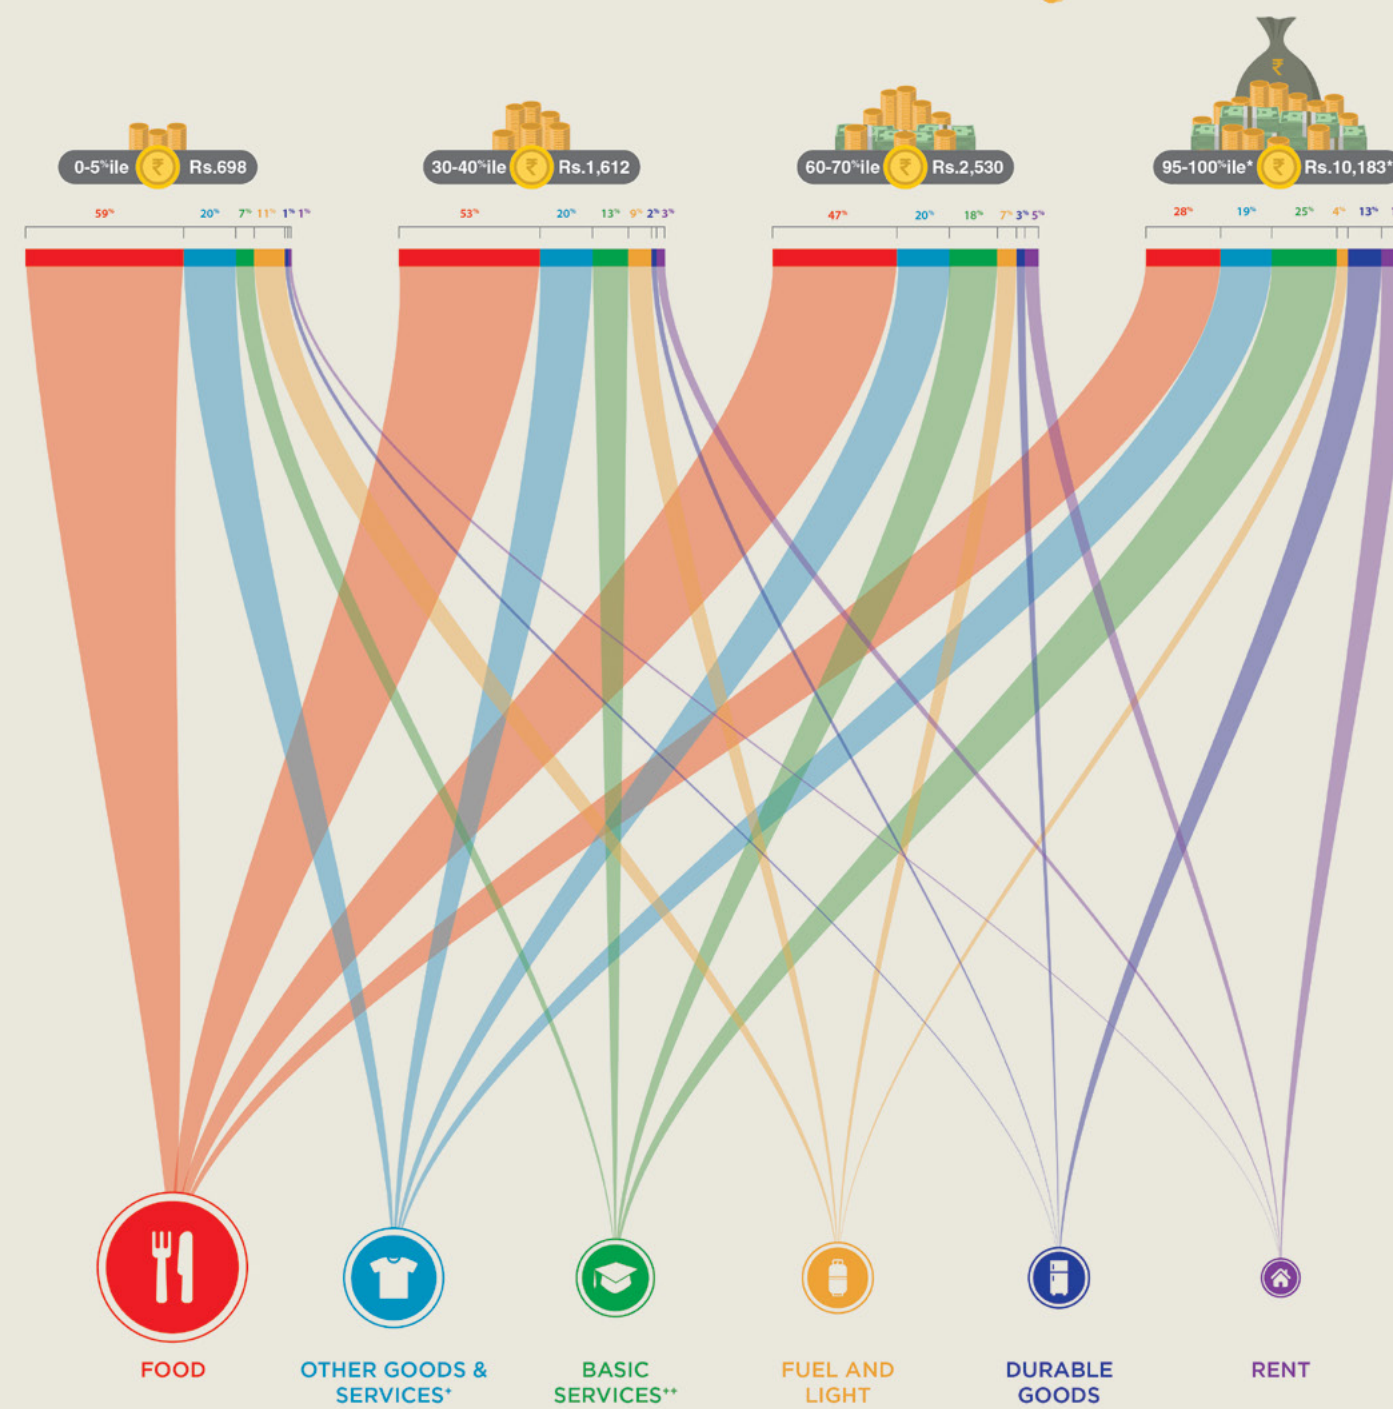 0-5%ile ₹ Rs.698
30-40%ile ₹ Rs.1,612
60-70%ile ₹ Rs.2,530
₹
95-100%ile* ₹ Rs.10,183*
59% 20% 7% 11% 1% 1%
53% 20% 13% 9% 2% 3%
47% 20% 18% 7% 3% 5%
28% 19% 25% 4% 13%
FOOD
OTHER GOODS &
SERVICES+
BASIC
SERVICES++
FUEL AND
LIGHT
DURABLE
GOODS
RENT